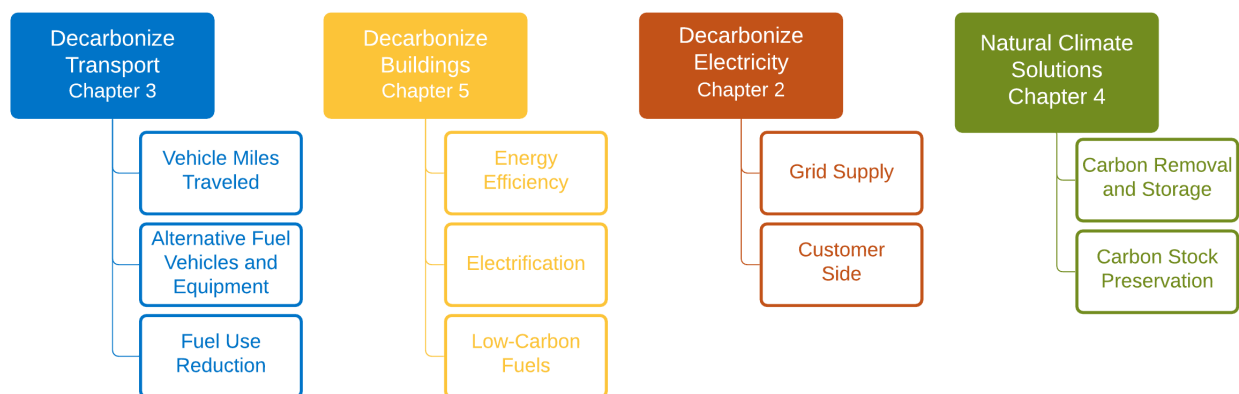 Decarbonize
Transport
Chapter 3
Vehicle Miles
Traveled
Alternative Fuel
Vehicles and
Equipment
Fuel Use
Reduction
Decarbonize
Buildings
Chapter 5
Energy
Efficiency
Electrification
Low-Carbon
Fuels
Decarbonize
Electricity
Chapter 2
Grid Supply
Customer
Side
Natural Climate
Solutions
Chapter 4
Carbon Removal
and Storage
Carbon Stock
Preservation